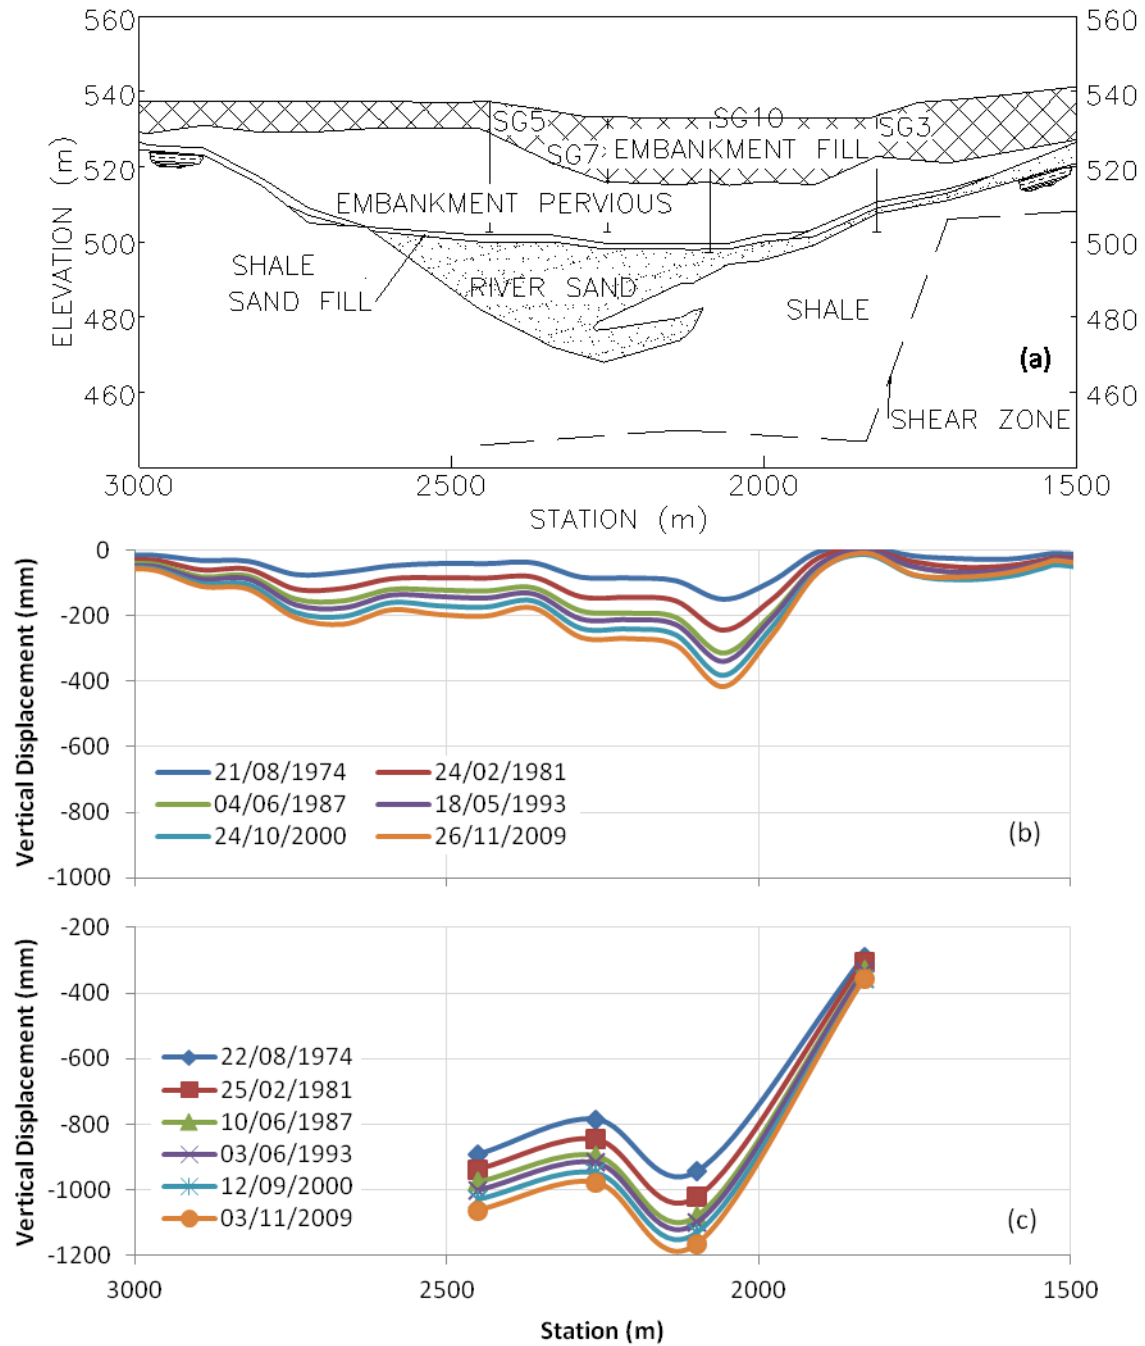 560 560
540 540
SG5 SG10 SG3
SG7 EMBANKMENT FILL
520 520
EMBANKMENT PERVIOUS
500 500
SHALE
SAND FILL
RIVER SAND
SHALE
480 480
ELEVATION (m)
(a)
460 460
SHEAR ZONE
3000 2500 2000 1500
STATION (m)
0
-200
-400
-600
-800
-1000
Vertical Displacement (mm)
21/08/1974 24/02/1981
04/06/1987 18/05/1993
24/10/2000 26/11/2009
(b)
-200
-400
-600
-800
-1000
-1200
Vertical Displacement (mm)
22/08/1974
25/02/1981
10/06/1987
03/06/1993
12/09/2000
03/11/2009
(c)
3000 2500 2000 1500
Station (m)